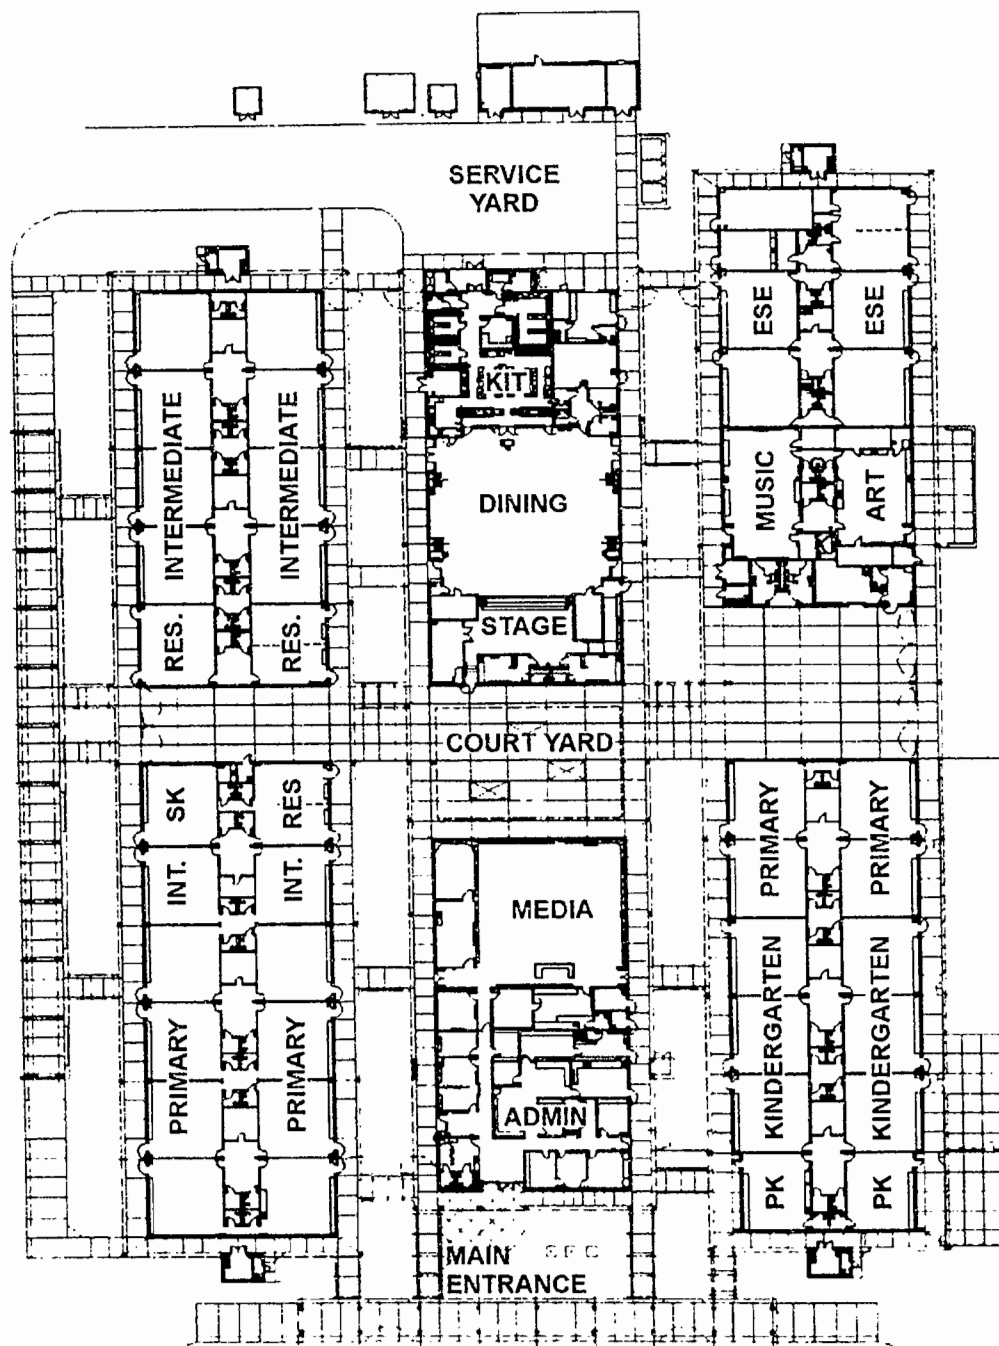 SERVICE
YARD
ESE
ESE
KIT
INTERMEDIATE
INTERMEDIATE
DINING
MUSIC
ART
RES.
RES.
STAGE
COURT YARD
SK
RES
PRIMARY
PRIMARY
INT.
INT.
MEDIA
KINDERGARTEN
KINDERGARTEN
PRIMARY
PRIMARY
ADMIN
PK
PK
MAIN
ENTRANCE